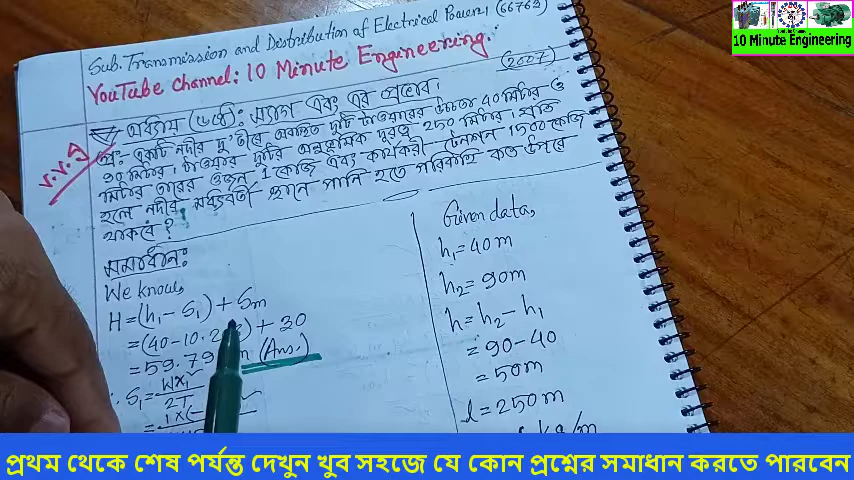 10 Minute Engineering
Sub: Transmission and Distribution of Electrical Power. (66762)
YouTube Channel: 10 Minute Engineering.
(2007)
v.v.g
অধ্যায় (৬ষ্ঠ): স্যাগ এবং এর প্রয়োগ।
প্র: একটি নদীর দু'তীরে অবস্থিত দুটি টাওয়ারের উচ্চতা 40 মিটার ও
90 মিটার। টাওয়ার দুটির অনুভূমিক দূরত্ব 250 মিটার। প্রতি
মিটার তারের ওজন 1 কেজি এবং কার্যকরী টেনশন 1500 কেজি
হলে নদীর মধ্যবর্তী স্থানে পানি হতে পরিবাহি কত উপরে
থাকবে?
সমাধান:
We know,
H = (h₁ - S₁) + Sm
= (40-10.2) + 30
= 59.79 m (Ans.)
∴ S₁ = Wx₁²/2T
= 1×(
Given data,
h₁ = 40m
h₂ = 90m
h = h₂ - h₁
= 90 - 40
= 50m
d = 250m
kg/m
প্রথম থেকে শেষ পর্যন্ত দেখুন খুব সহজে যে কোন প্রশ্নের সমাধান করতে পারবেন